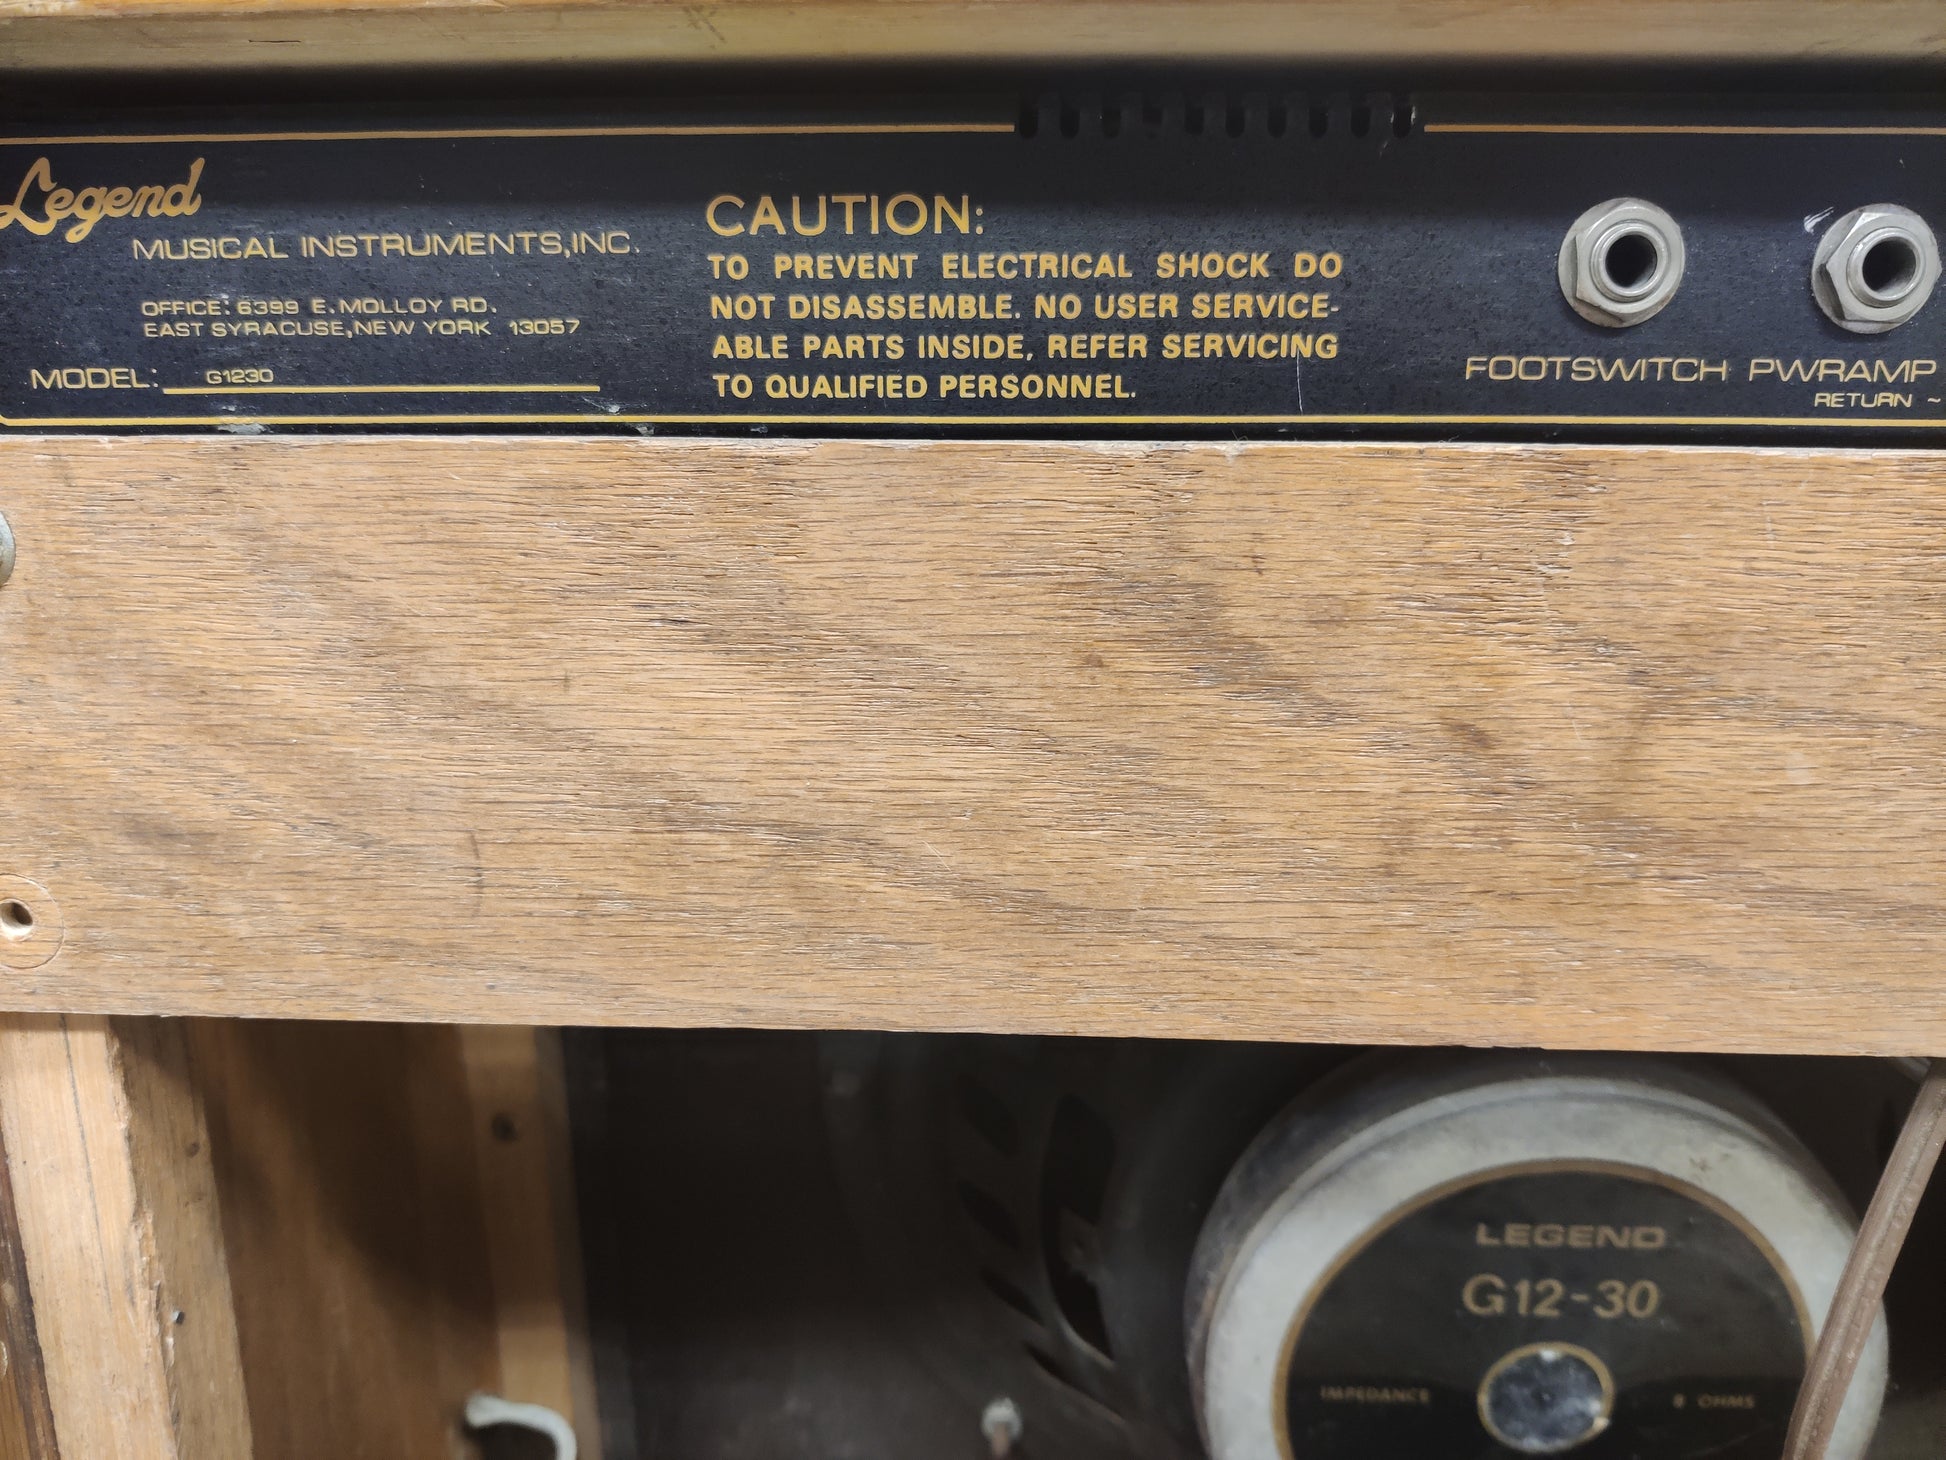 Legend
MUSICAL INSTRUMENTS,INC.
OFFICE: 6399 E. MOLLOY RD.
EAST SYRACUSE, NEW YORK 13057
MODEL: G1230
CAUTION:
TO PREVENT ELECTRICAL SHOCK DO
NOT DISASSEMBLE. NO USER SERVICE-
ABLE PARTS INSIDE, REFER SERVICING
TO QUALIFIED PERSONNEL.
FOOTSWITCH PWRAMP
RETURN ~
LEGEND
G12-30
IMPEDANCE 8 OHMS